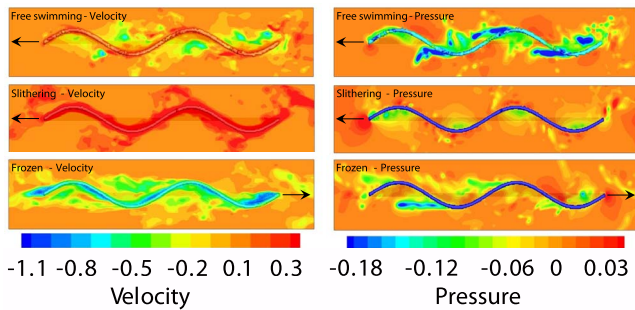 Free swimming - Velocity
Free swimming - Pressure
Slithering - Velocity
Slithering - Pressure
Frozen - Velocity
Frozen - Pressure
-1.1 -0.8 -0.5 -0.2 0.1 0.3
-0.18 -0.12 -0.06 0 0.03
Velocity
Pressure